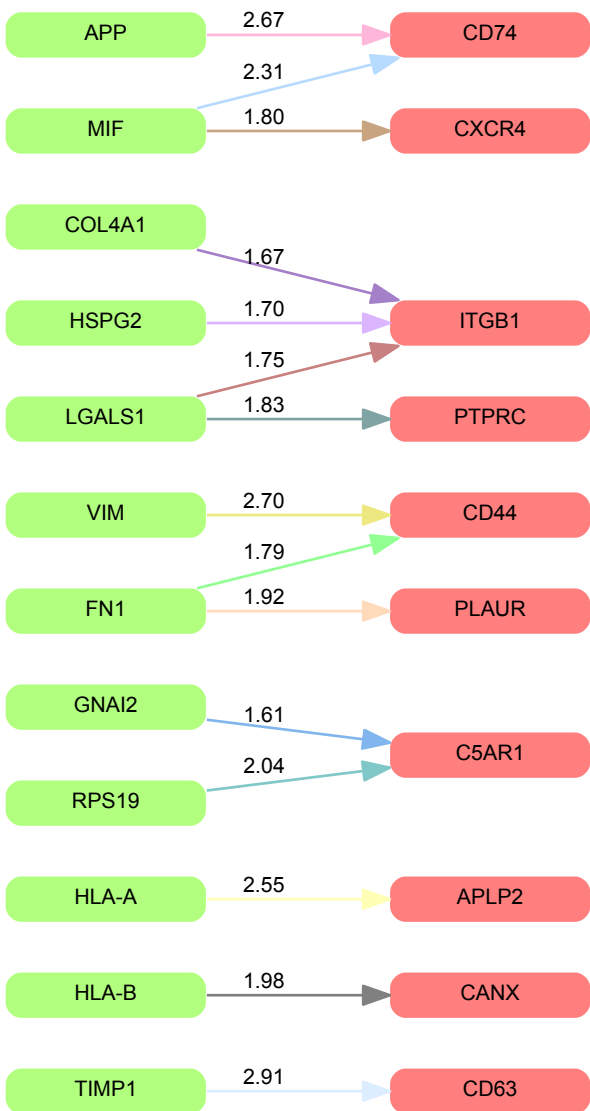 APP 2.67 CD74
2.31
MIF 1.80 CXCR4
COL4A1
1.67
HSPG2 1.70 ITGB1
1.75
LGALS1 1.83 PTPRC
VIM 2.70 CD44
1.79
FN1 1.92 PLAUR
GNAI2 1.61
C5AR1
2.04
RPS19
HLA-A 2.55 APLP2
HLA-B 1.98 CANX
TIMP1 2.91 CD63